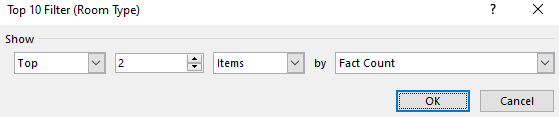 Top 10 Filter (Room Type) ? ×
Show
Top 2 Items by Fact Count
OK Cancel